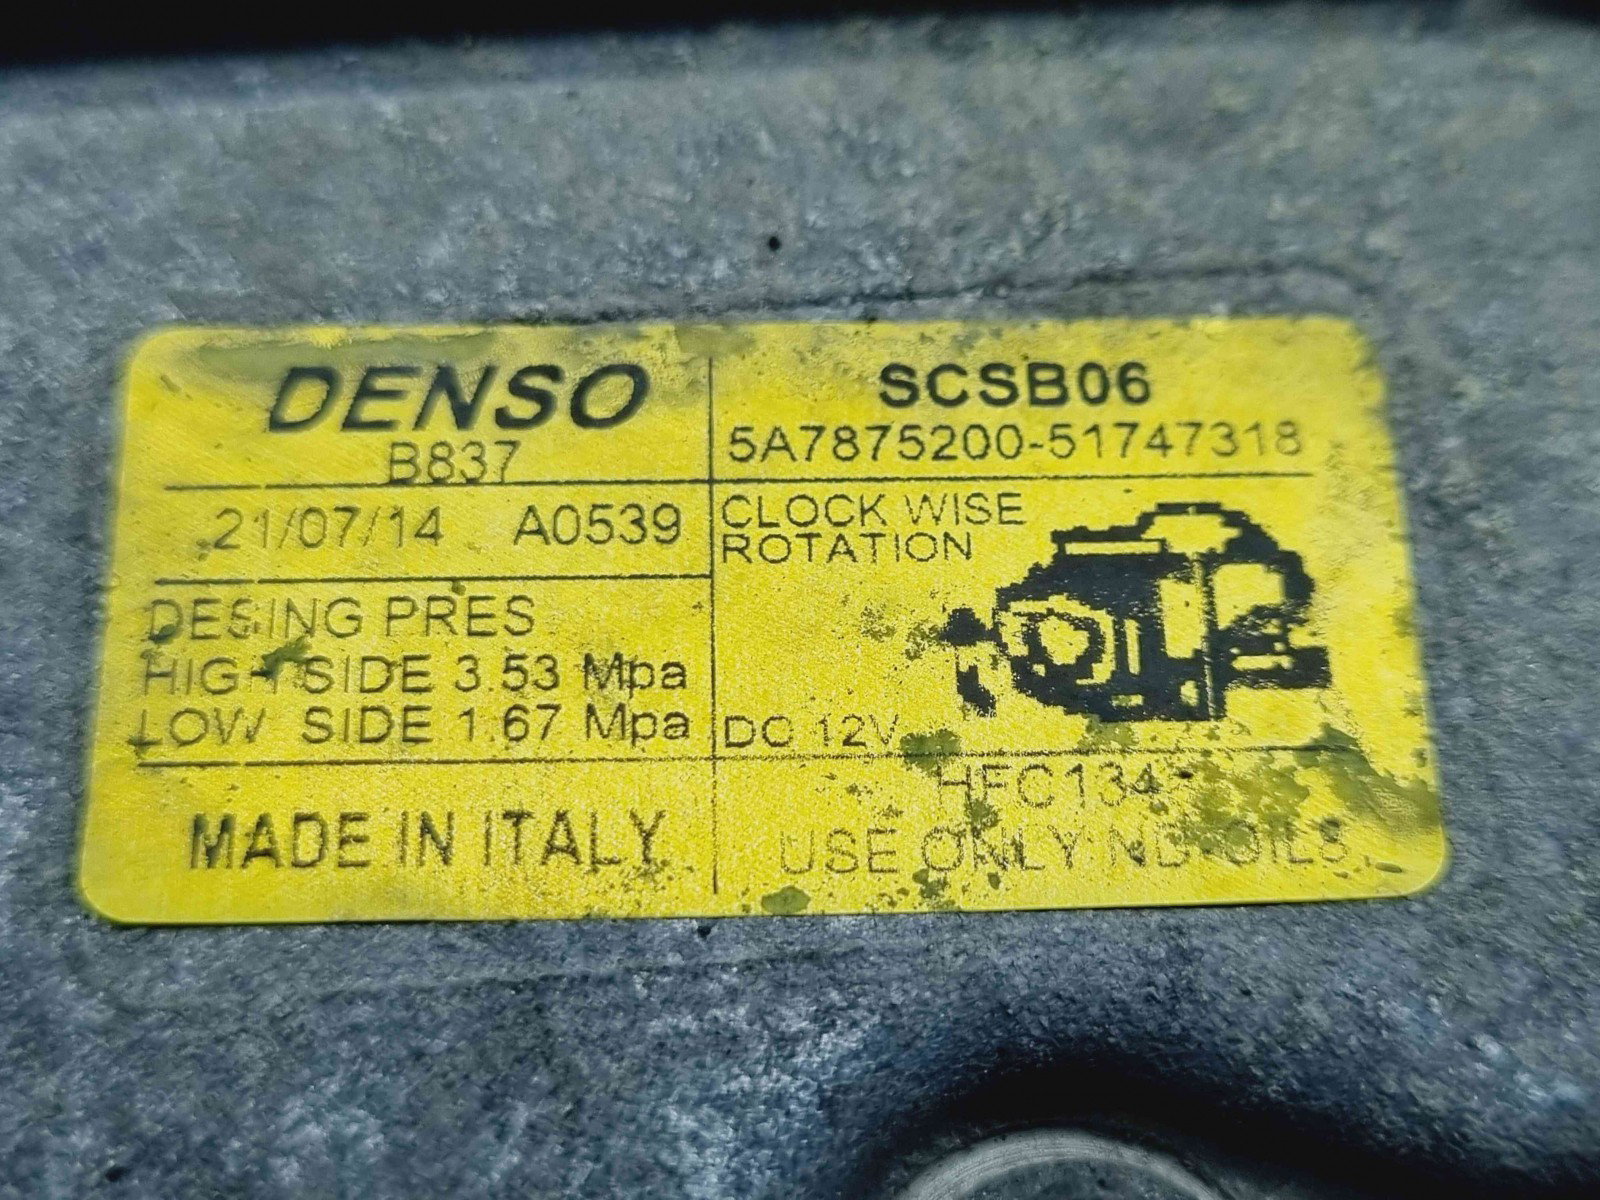 DENSO
B837
SCSB06
5A7875200-51747318
21/07/14 A0539
CLOCK WISE
ROTATION
DESING PRES
HIGH SIDE 3.53 Mpa
LOW SIDE 1.67 Mpa
DC 12V
MADE IN ITALY
HFC134
USE ONLY ND-OIL8